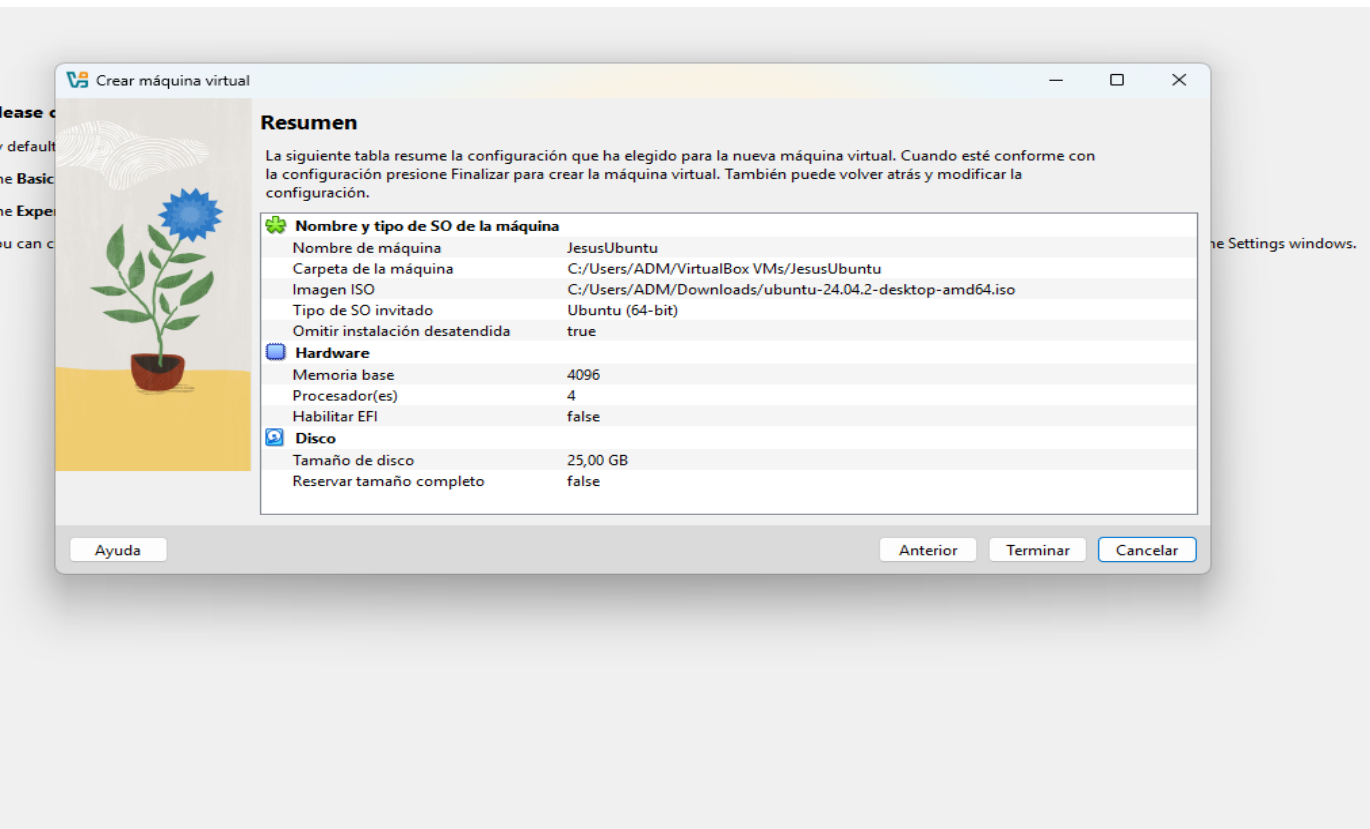 Crear máquina virtual
lease
default
ne Basic
ne Expe
ou can c
ne Settings windows.
Resumen
La siguiente tabla resume la configuración que ha elegido para la nueva máquina virtual. Cuando esté conforme con
la configuración presione Finalizar para crear la máquina virtual. También puede volver atrás y modificar la
configuración.
Nombre y tipo de SO de la máquina
Nombre de máquina JesusUbuntu
Carpeta de la máquina C:/Users/ADM/VirtualBox VMs/JesusUbuntu
Imagen ISO C:/Users/ADM/Downloads/ubuntu-24.04.2-desktop-amd64.iso
Tipo de SO invitado Ubuntu (64-bit)
Omitir instalación desatendida true
Hardware
Memoria base 4096
Procesador(es) 4
Habilitar EFI false
Disco
Tamaño de disco 25,00 GB
Reservar tamaño completo false
Ayuda Anterior Terminar Cancelar